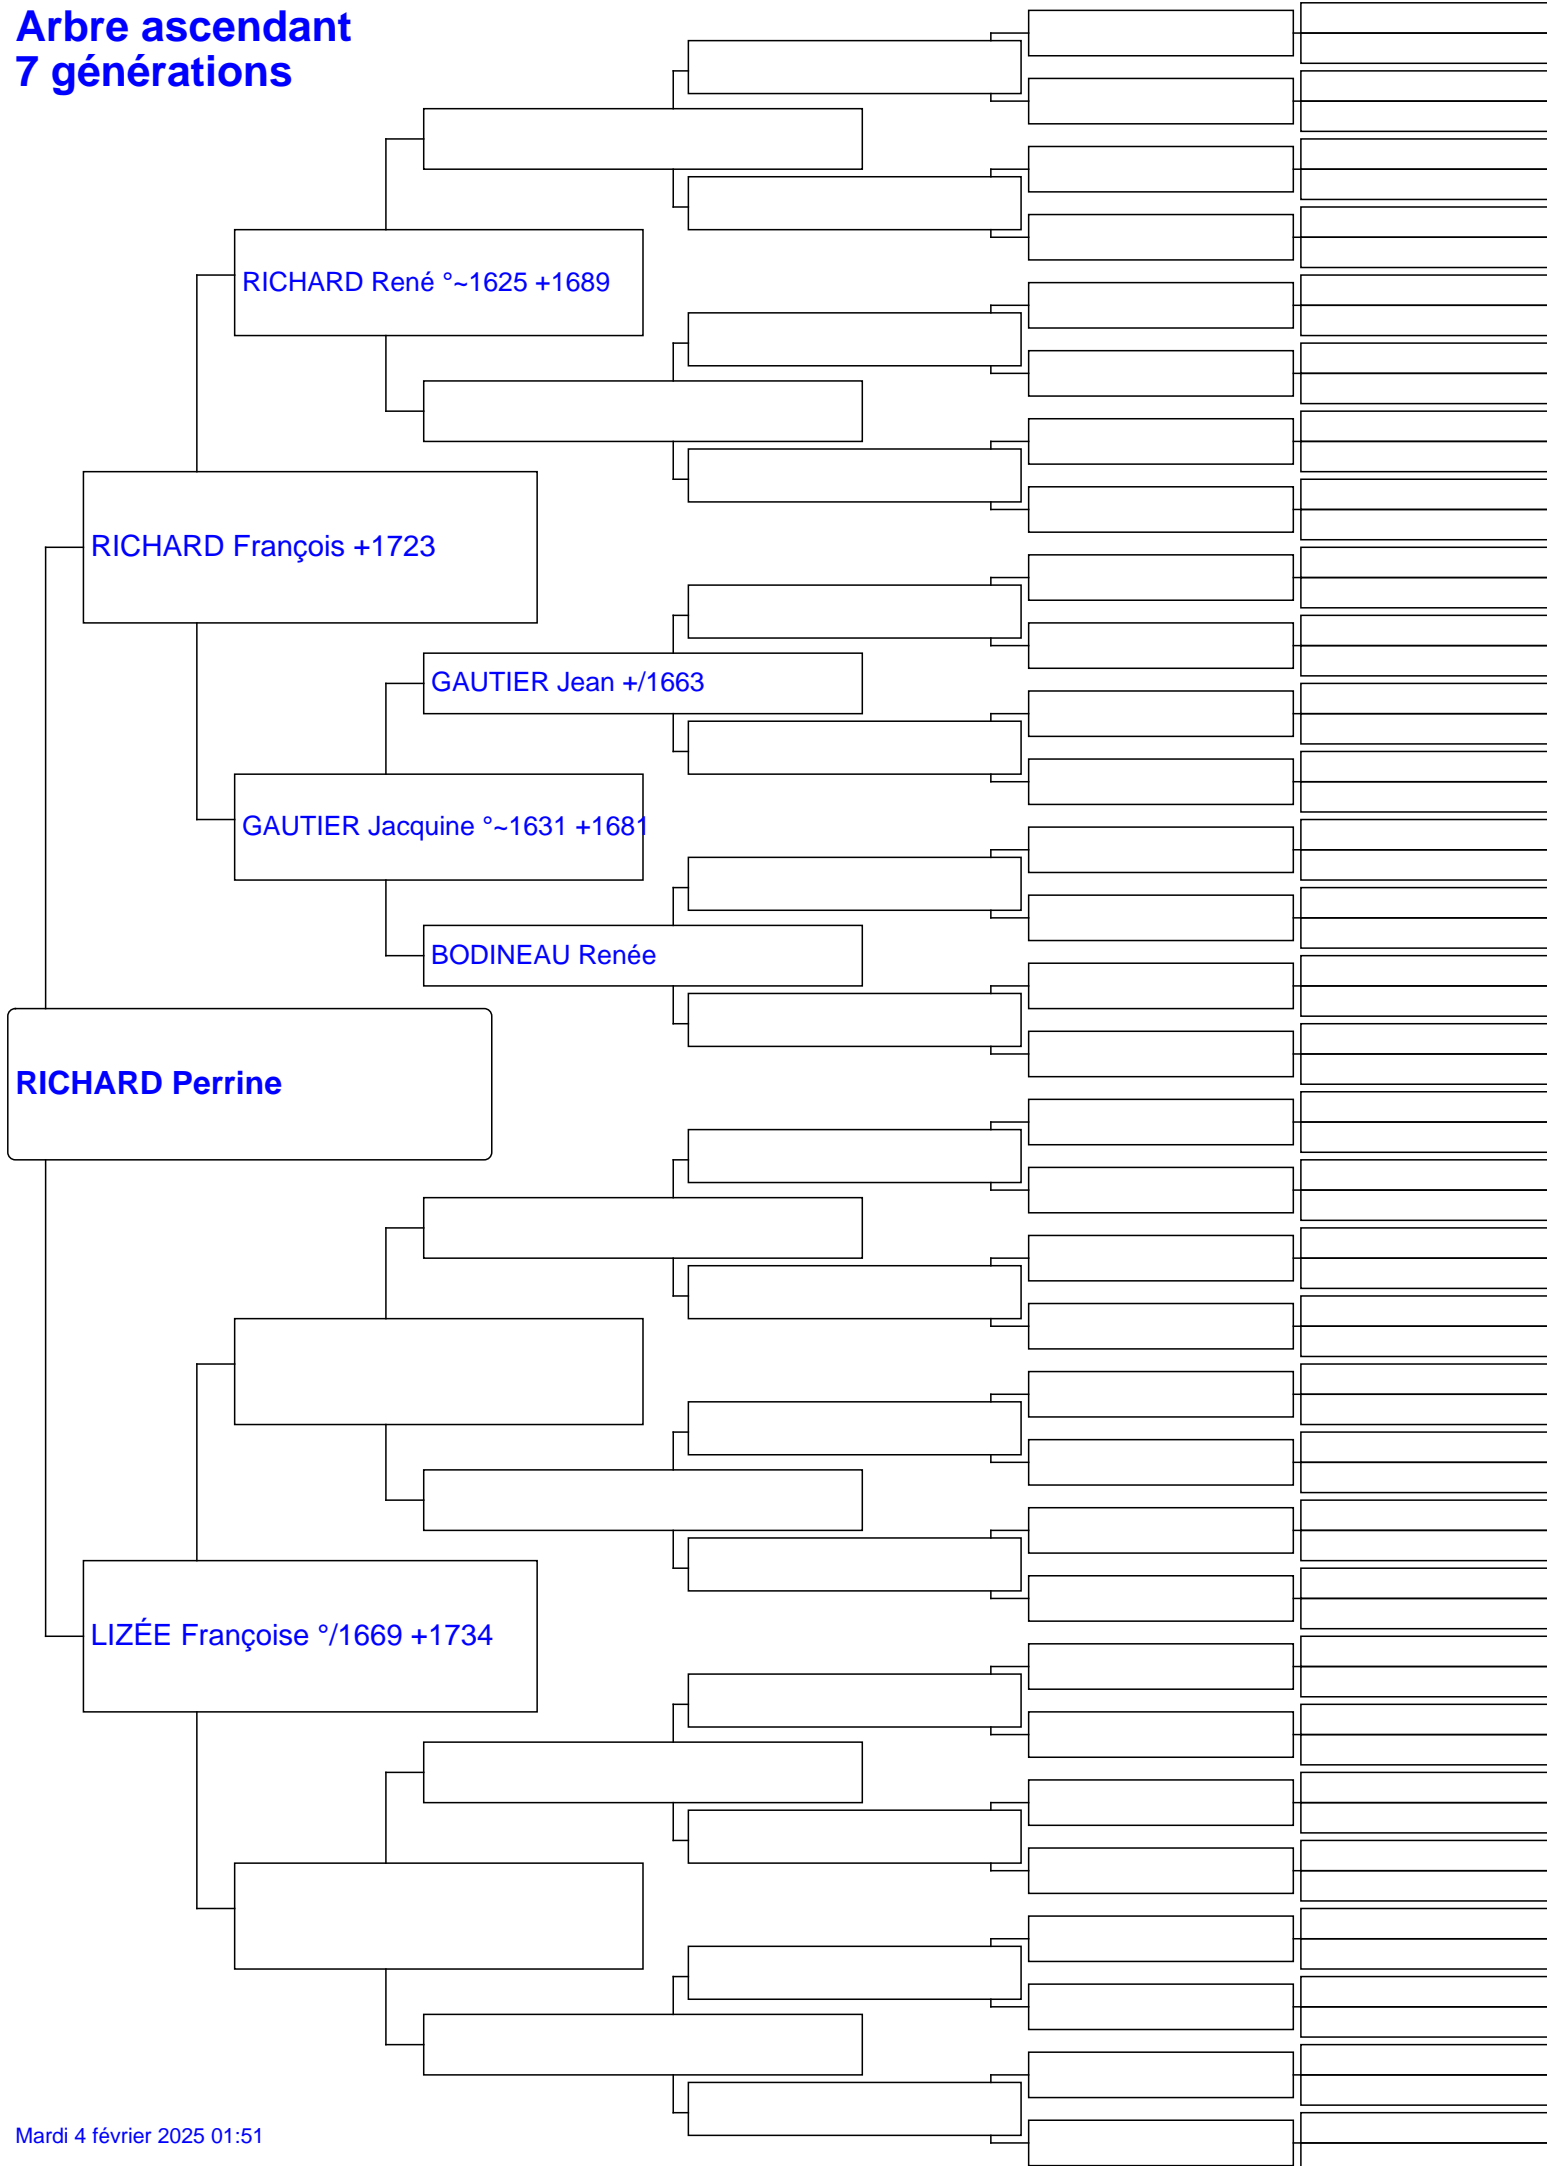 Arbre ascendant
7 générations
RICHARD René °~1625 +1689
RICHARD François +1723
GAUTIER Jean +/1663
GAUTIER Jacquine °~1631 +1681
BODINEAU Renée
RICHARD Perrine
LIZÉE Françoise °/1669 +1734
Mardi 4 février 2025 01:51